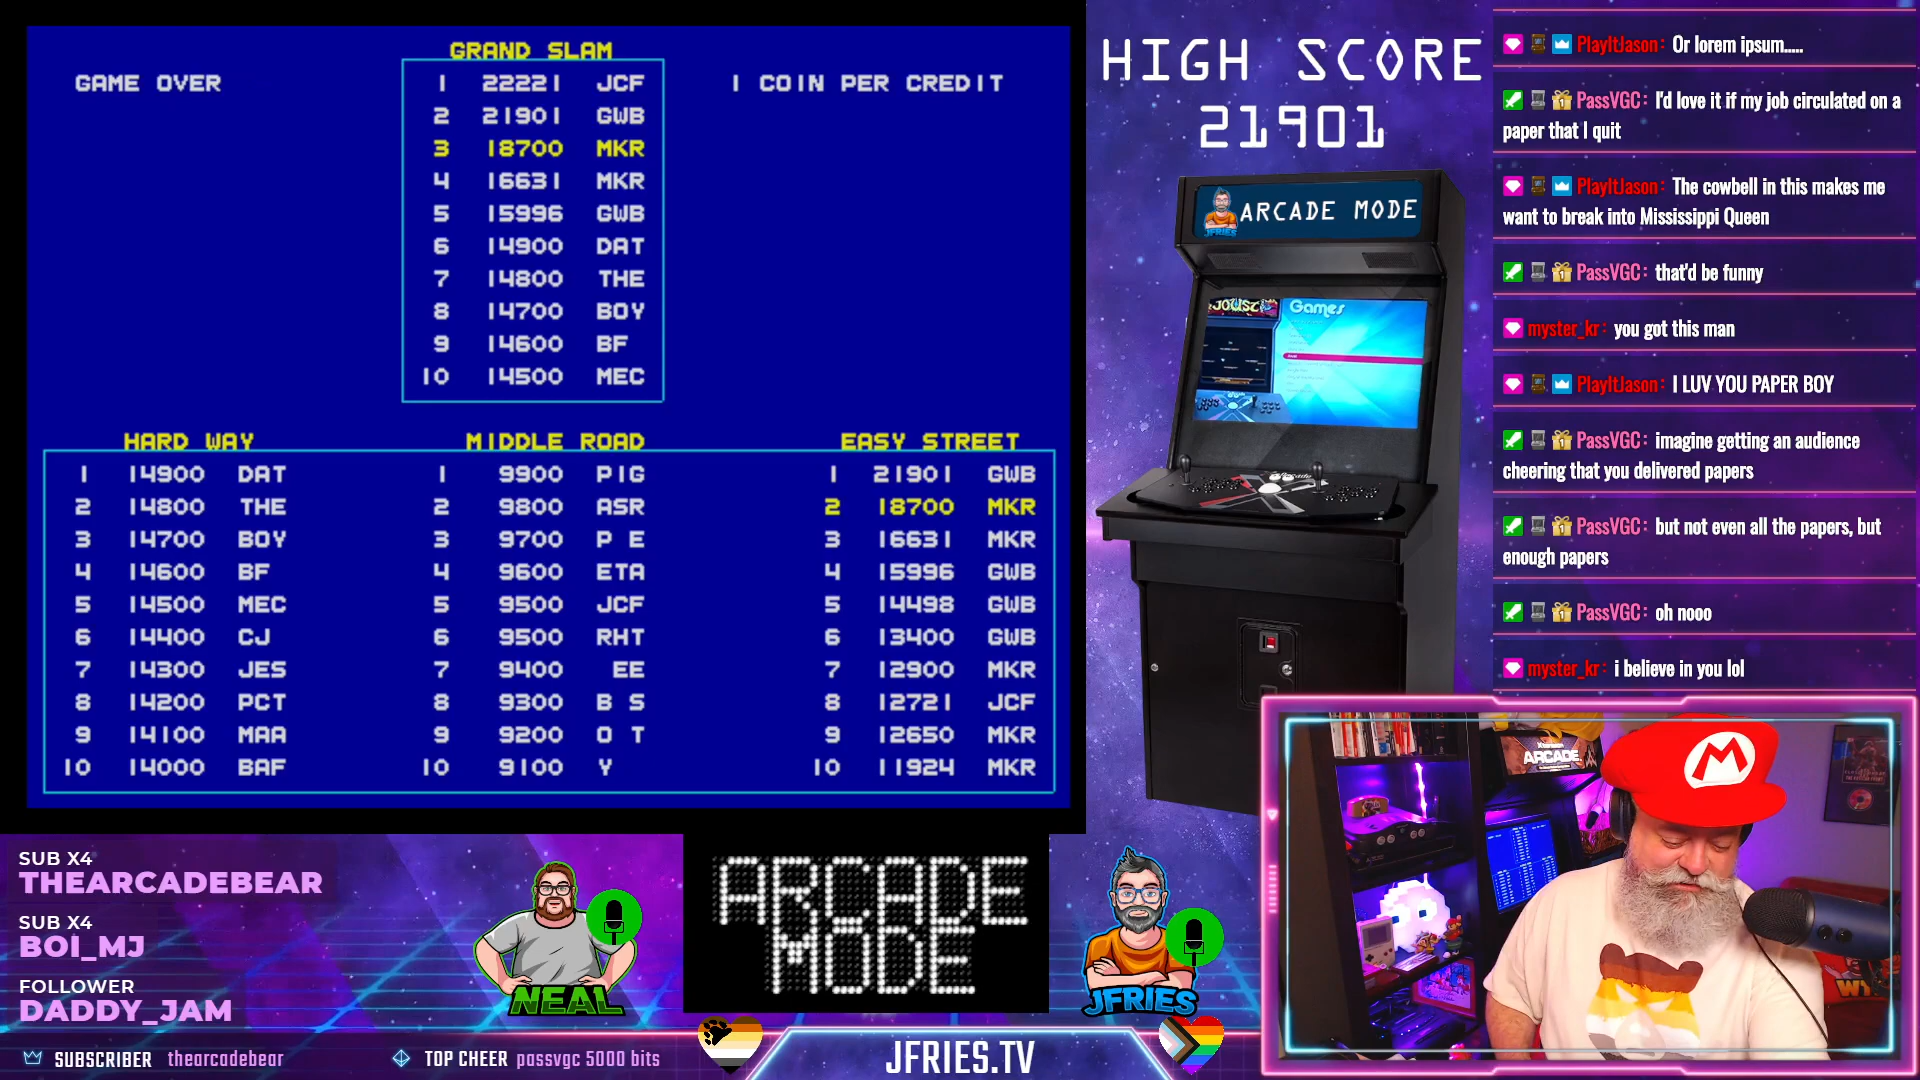 GRAND SLAM
GAME OVER
1 22221 JCF
2 21901 GWB
3 18700 MKR
4 16631 MKR
5 15996 GWB
6 14900 DAT
7 14800 THE
8 14700 BOY
9 14600 BF
10 14500 MEC
1 COIN PER CREDIT
HARD WAY
1 14900 DAT
2 14800 THE
3 14700 BOY
4 14600 BF
5 14500 MEC
6 14400 CJ
7 14300 JES
8 14200 PCT
9 14100 MAA
10 14000 BAF
MIDDLE ROAD
1 9900 PIG
2 9800 ASR
3 9700 P E
4 9600 ETA
5 9500 JCF
6 9500 RHT
7 9400 EE
8 9300 B S
9 9200 O T
10 9100 Y
EASY STREET
1 21901 GWB
2 18700 MKR
3 16631 MKR
4 15996 GWB
5 14498 GWB
6 13400 GWB
7 12900 MKR
8 12721 JCF
9 12650 MKR
10 11924 MKR
HIGH SCORE
21901
JFRIES
ARCADE MODE
JOUST
Games
PlayItJason: Or lorem ipsum.....
PassVGC: I'd love it if my job circulated on a
paper that I quit
PlayItJason: The cowbell in this makes me
want to break into Mississippi Queen
PassVGC: that'd be funny
myster_kr: you got this man
PlayItJason: I LUV YOU PAPER BOY
PassVGC: imagine getting an audience
cheering that you delivered papers
PassVGC: but not even all the papers, but
enough papers
PassVGC: oh nooo
myster_kr: i believe in you lol
SUB X4
THEARCADEBEAR
SUB X4
BOI_MJ
FOLLOWER
DADDY_JAM
NEAL
ARCADE
MODE
JFRIES
SUBSCRIBER thearcadebear
TOP CHEER passvgc 5000 bits
JFRIES.TV
ARCADE
M